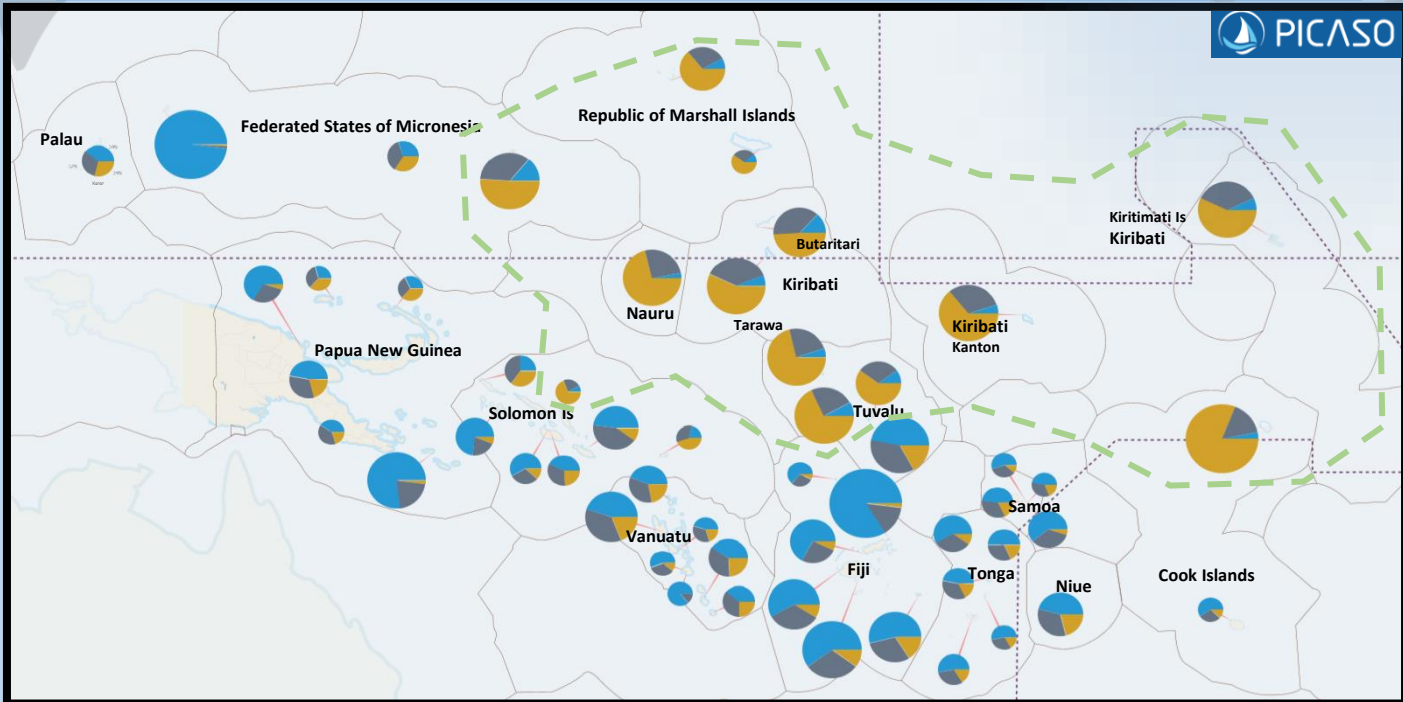 PICASO
Republic of Marshall Islands
Federated States of Micronesia
Palau
Kiritimati Is
Kiribati
Butaritari
Kiribati
Nauru
Tarawa
Kiribati
Kanton
Papua New Guinea
Solomon Is
Tuvalu
Samoa
Vanuatu
Fiji
Tonga
Niue
Cook Islands